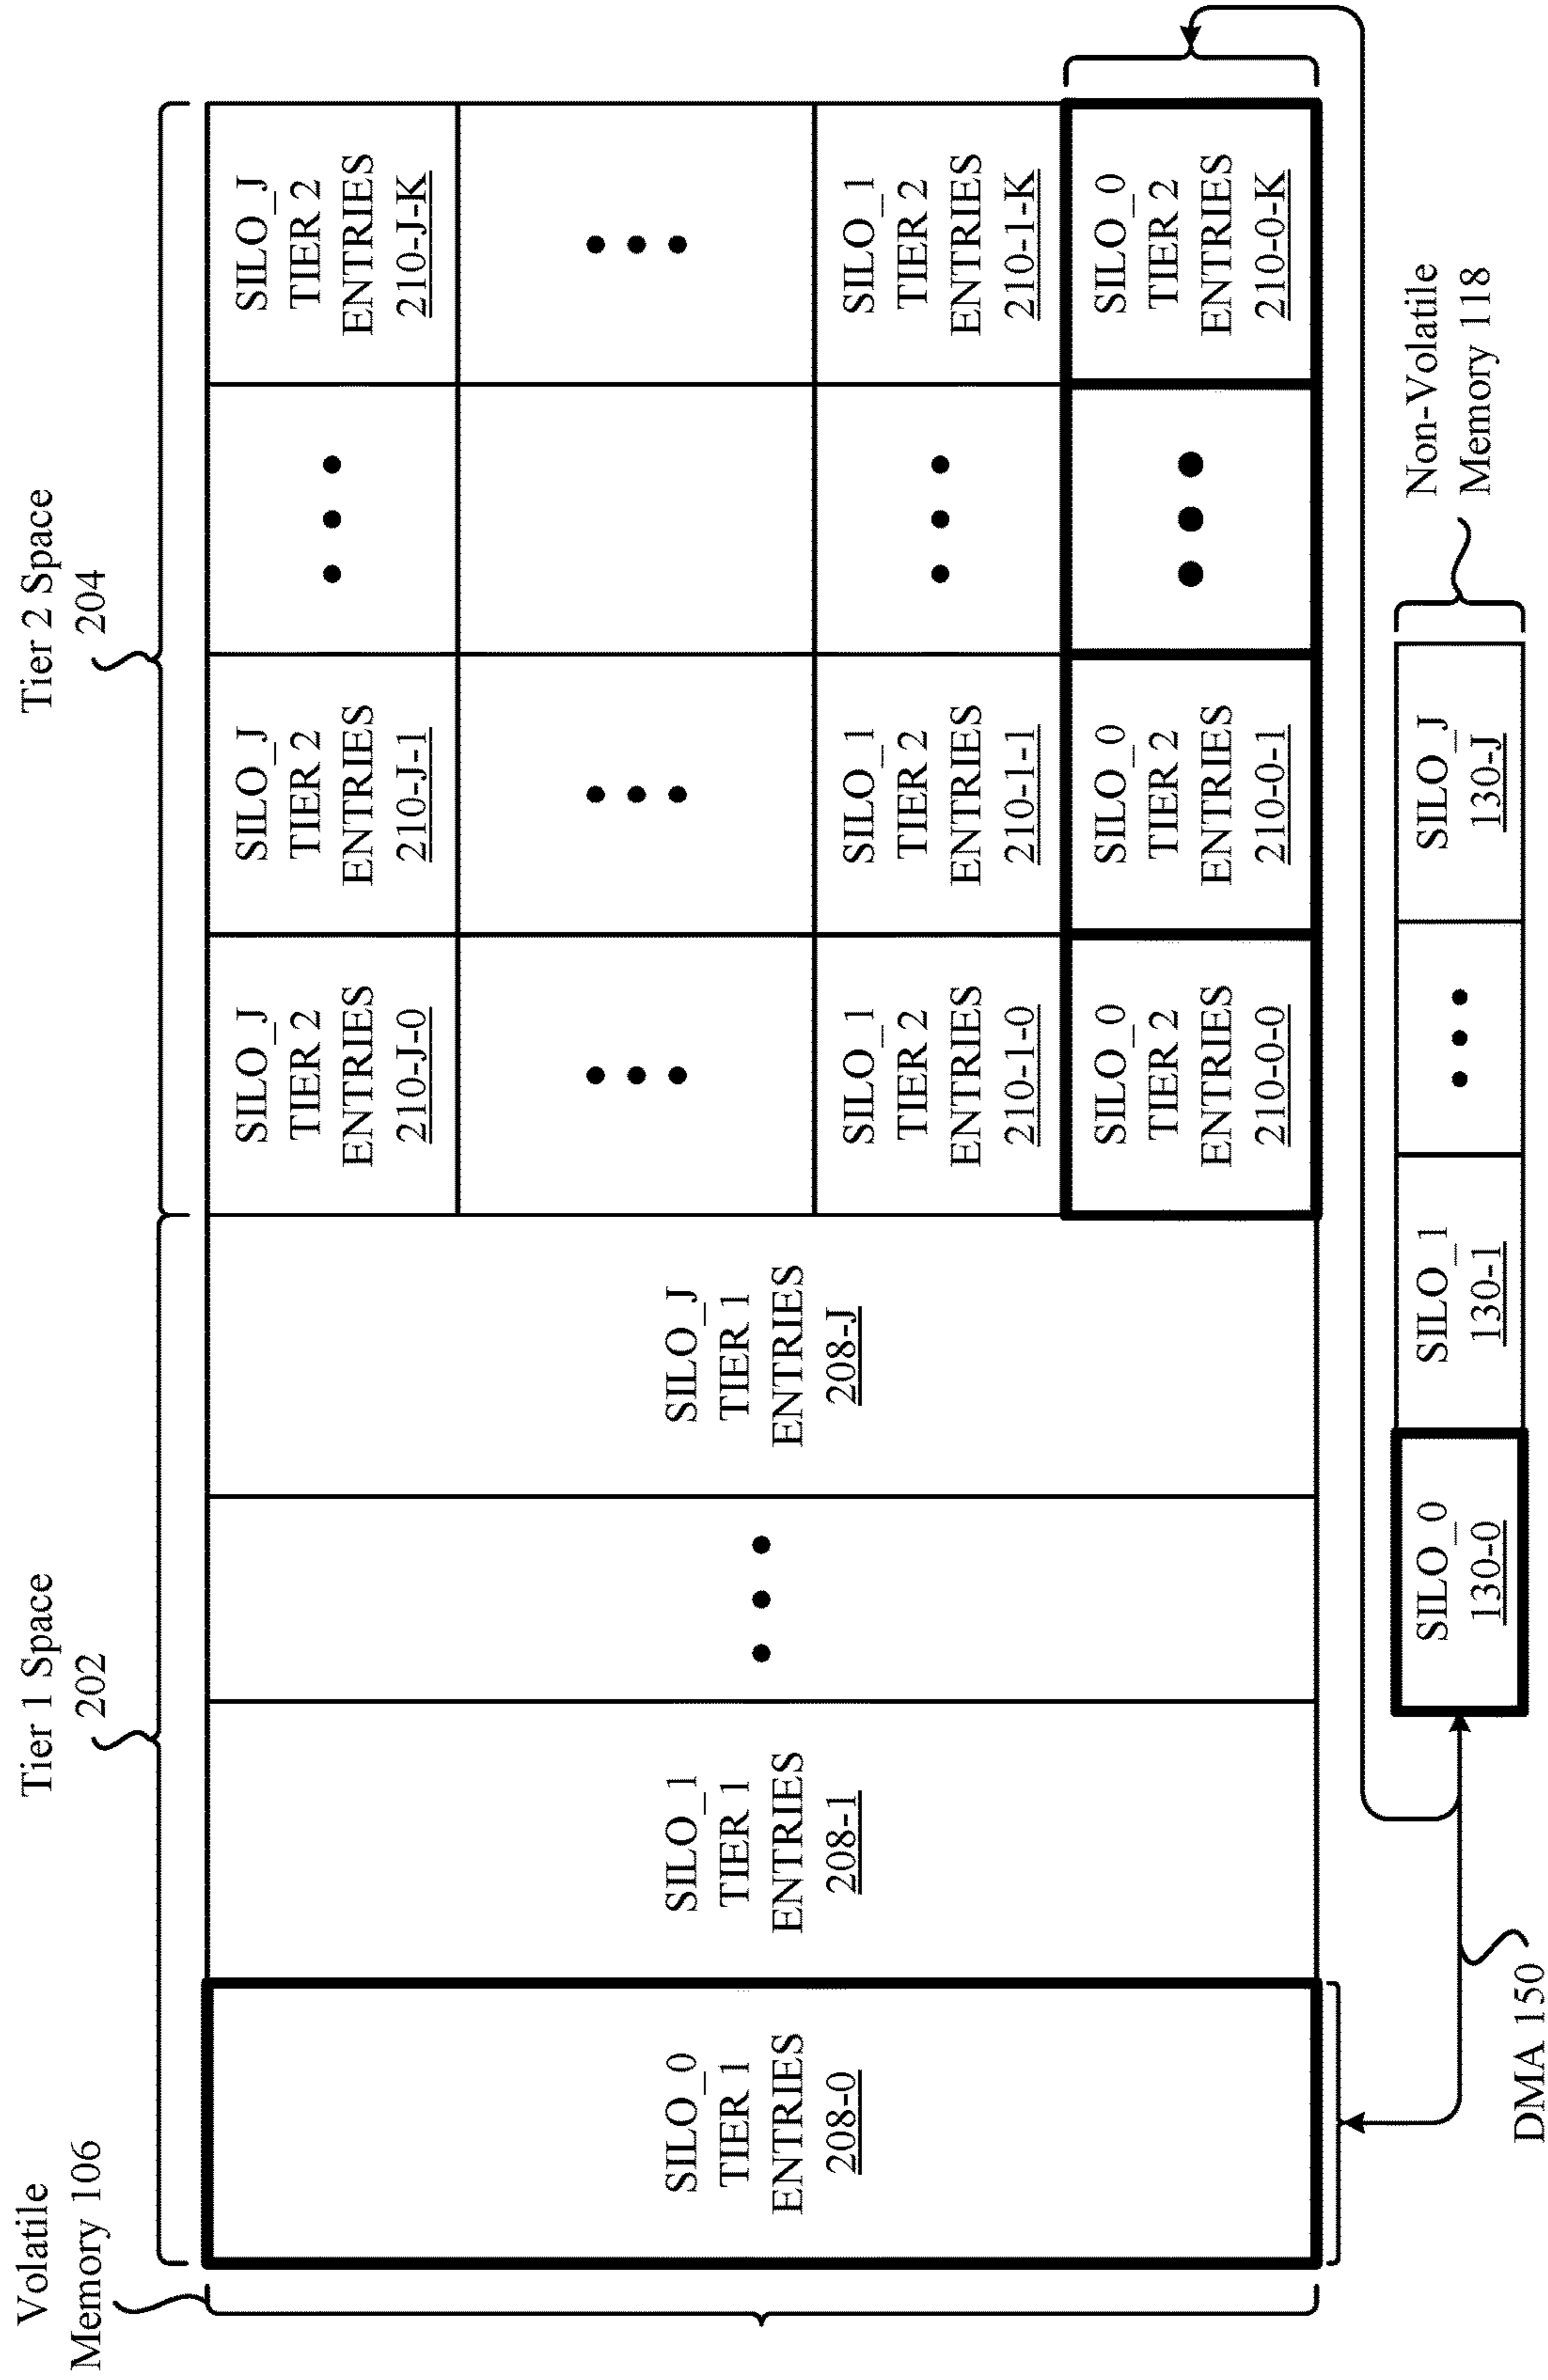 Volatile
Memory 106
Tier 1 Space
202
Tier 2 Space
204
SILO_0
TIER 1
ENTRIES
208-0
SILO_1
TIER 1
ENTRIES
208-1
SILO_J
TIER 1
ENTRIES
208-J
SILO_J
TIER 2
ENTRIES
210-J-0
SILO_J
TIER 2
ENTRIES
210-J-1
SILO_J
TIER 2
ENTRIES
210-J-K
SILO_1
TIER 2
ENTRIES
210-1-0
SILO_1
TIER 2
ENTRIES
210-1-1
SILO_1
TIER 2
ENTRIES
210-1-K
SILO_0
TIER 2
ENTRIES
210-0-0
SILO_0
TIER 2
ENTRIES
210-0-1
SILO_0
TIER 2
ENTRIES
210-0-K
SILO_0
130-0
SILO_1
130-1
SILO_J
130-J
Non-Volatile
Memory 118
DMA 150